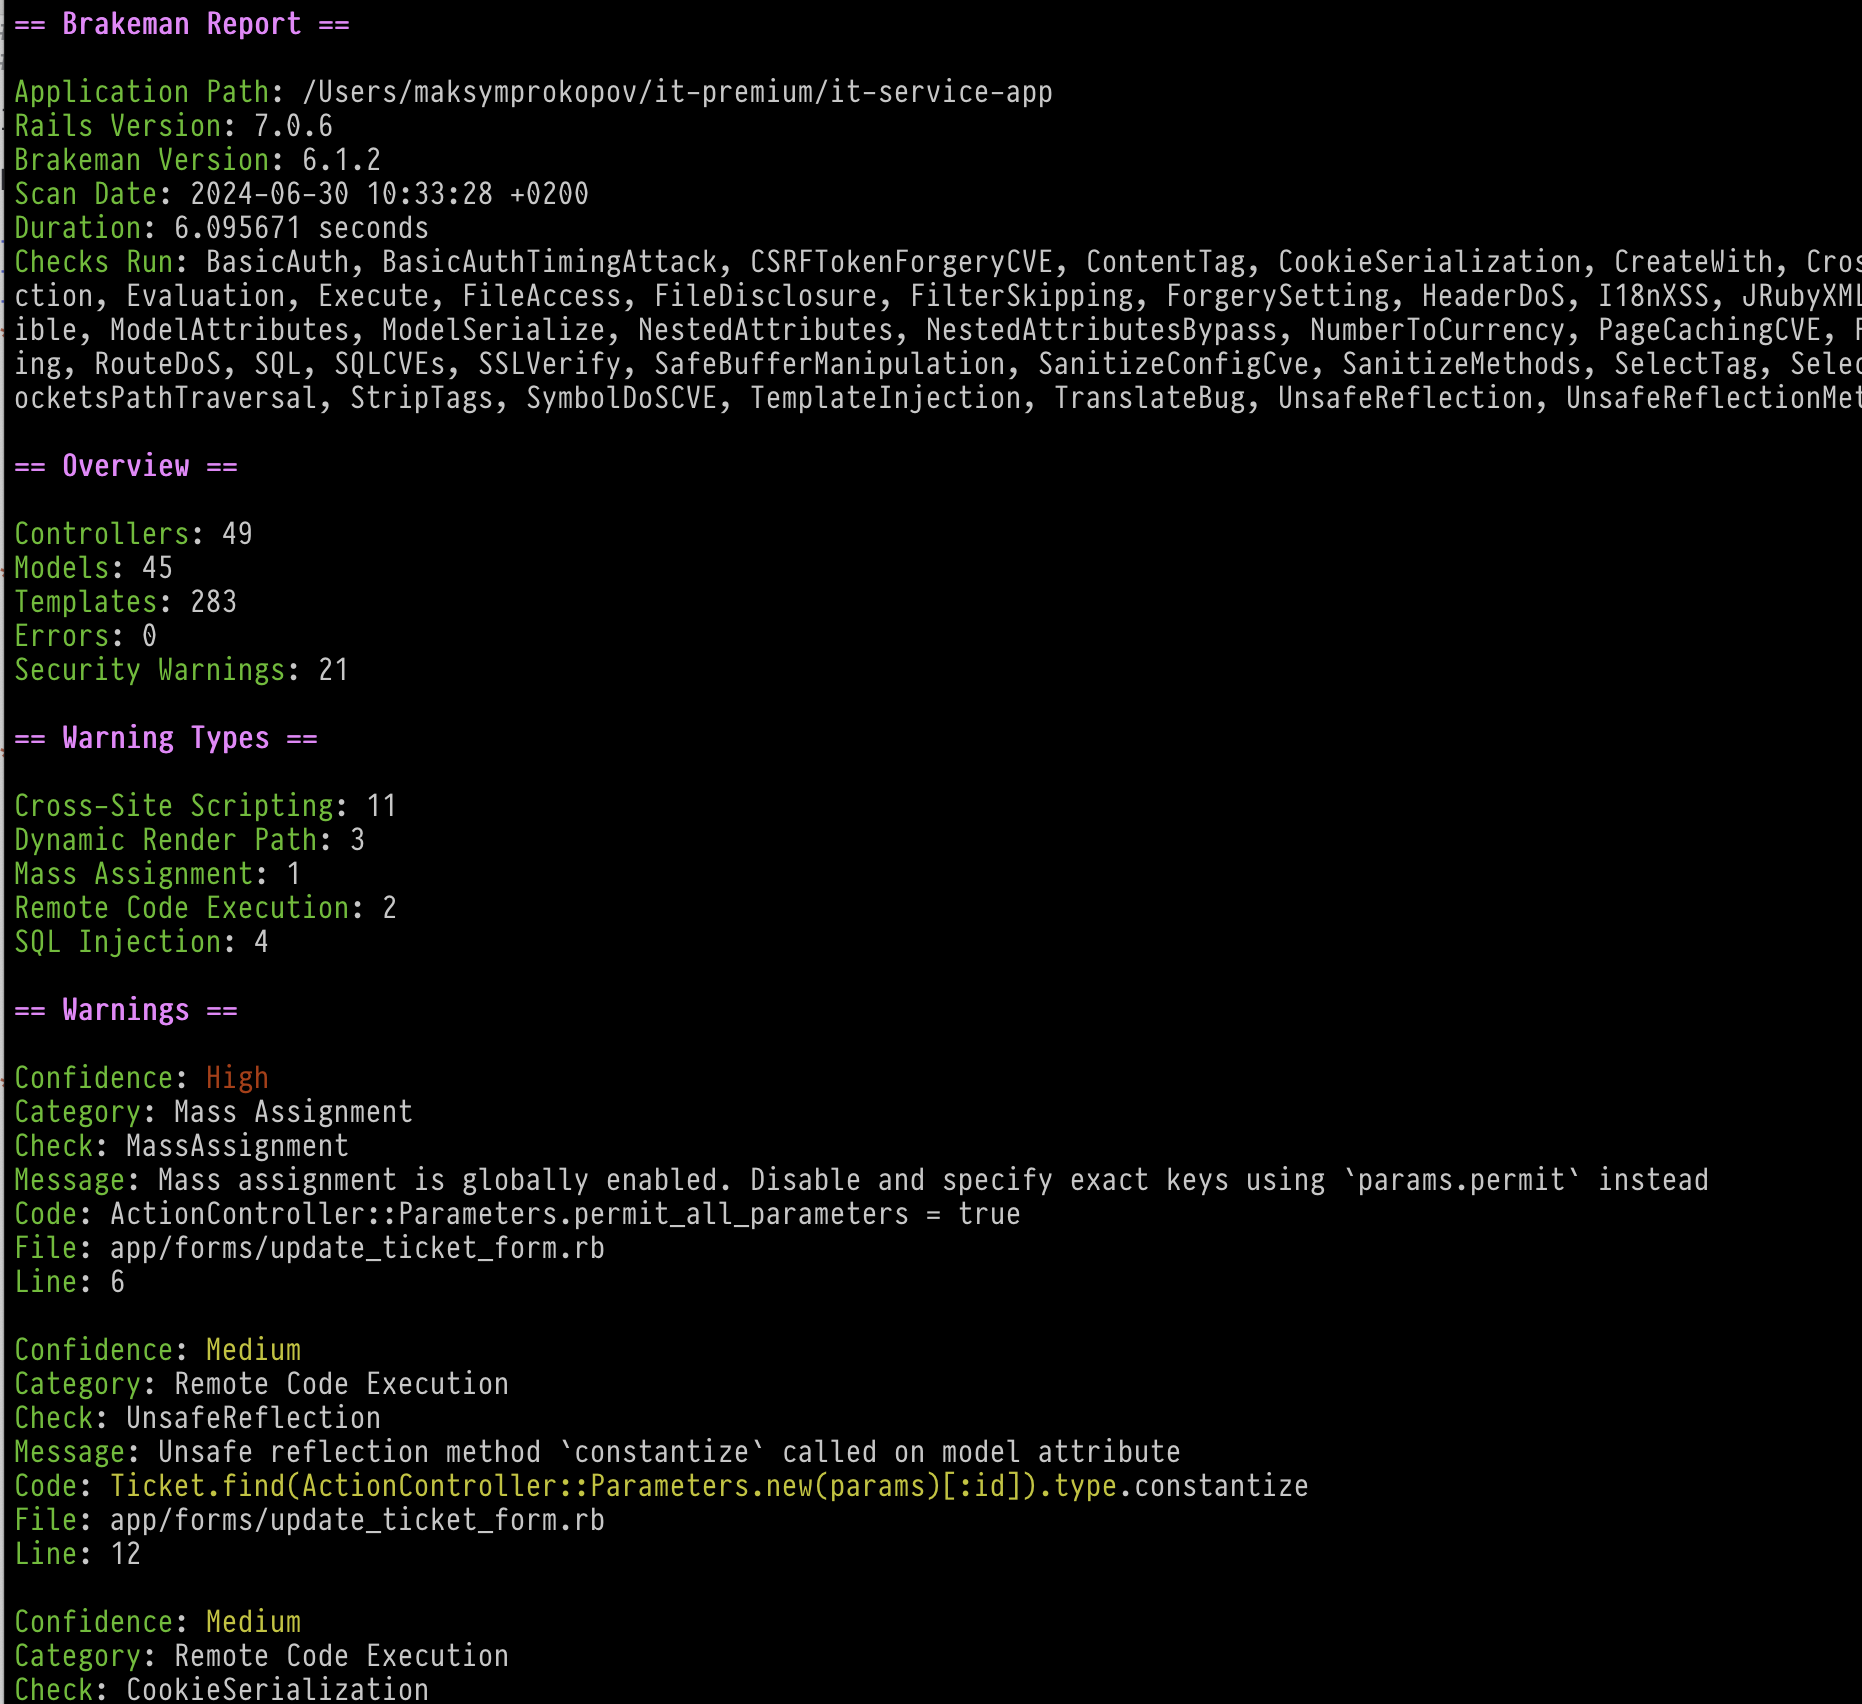 == Brakeman Report ==
Application Path: /Users/maksymprokopov/it-premium/it-service-app
Rails Version: 7.0.6
Brakeman Version: 6.1.2
Scan Date: 2024-06-30 10:33:28 +0200
Duration: 6.095671 seconds
Checks Run: BasicAuth, BasicAuthTimingAttack, CSRFTokenForgeryCVE, ContentTag, CookieSerialization, CreateWith, Cros
ction, Evaluation, Execute, FileAccess, FileDisclosure, FilterSkipping, ForgerySetting, HeaderDoS, I18nXSS, JRubyXML
ible, ModelAttributes, ModelSerialize, NestedAttributes, NestedAttributesBypass, NumberToCurrency, PageCachingCVE,
ing, RouteDoS, SQL, SQLCVEs, SSLVerify, SafeBufferManipulation, SanitizeConfigCve, SanitizeMethods, SelectTag, Selec
ocketsPathTraversal, StripTags, SymbolDoSCVE, TemplateInjection, TranslateBug, UnsafeReflection, UnsafeReflectionMet
== Overview ==
Controllers: 49
Models: 45
Templates: 283
Errors: 0
Security Warnings: 21
== Warning Types ==
Cross-Site Scripting: 11
Dynamic Render Path: 3
Mass Assignment: 1
Remote Code Execution: 2
SQL Injection: 4
== Warnings ==
Confidence: High
Category: Mass Assignment
Check: MassAssignment
Message: Mass assignment is globally enabled. Disable and specify exact keys using `params.permit` instead
Code: ActionController::Parameters.permit_all_parameters = true
File: app/forms/update_ticket_form.rb
Line: 6
Confidence: Medium
Category: Remote Code Execution
Check: UnsafeReflection
Message: Unsafe reflection method `constantize` called on model attribute
Code: Ticket.find(ActionController::Parameters.new(params)[:id]).type.constantize
File: app/forms/update_ticket_form.rb
Line: 12
Confidence: Medium
Category: Remote Code Execution
Check: CookieSerialization